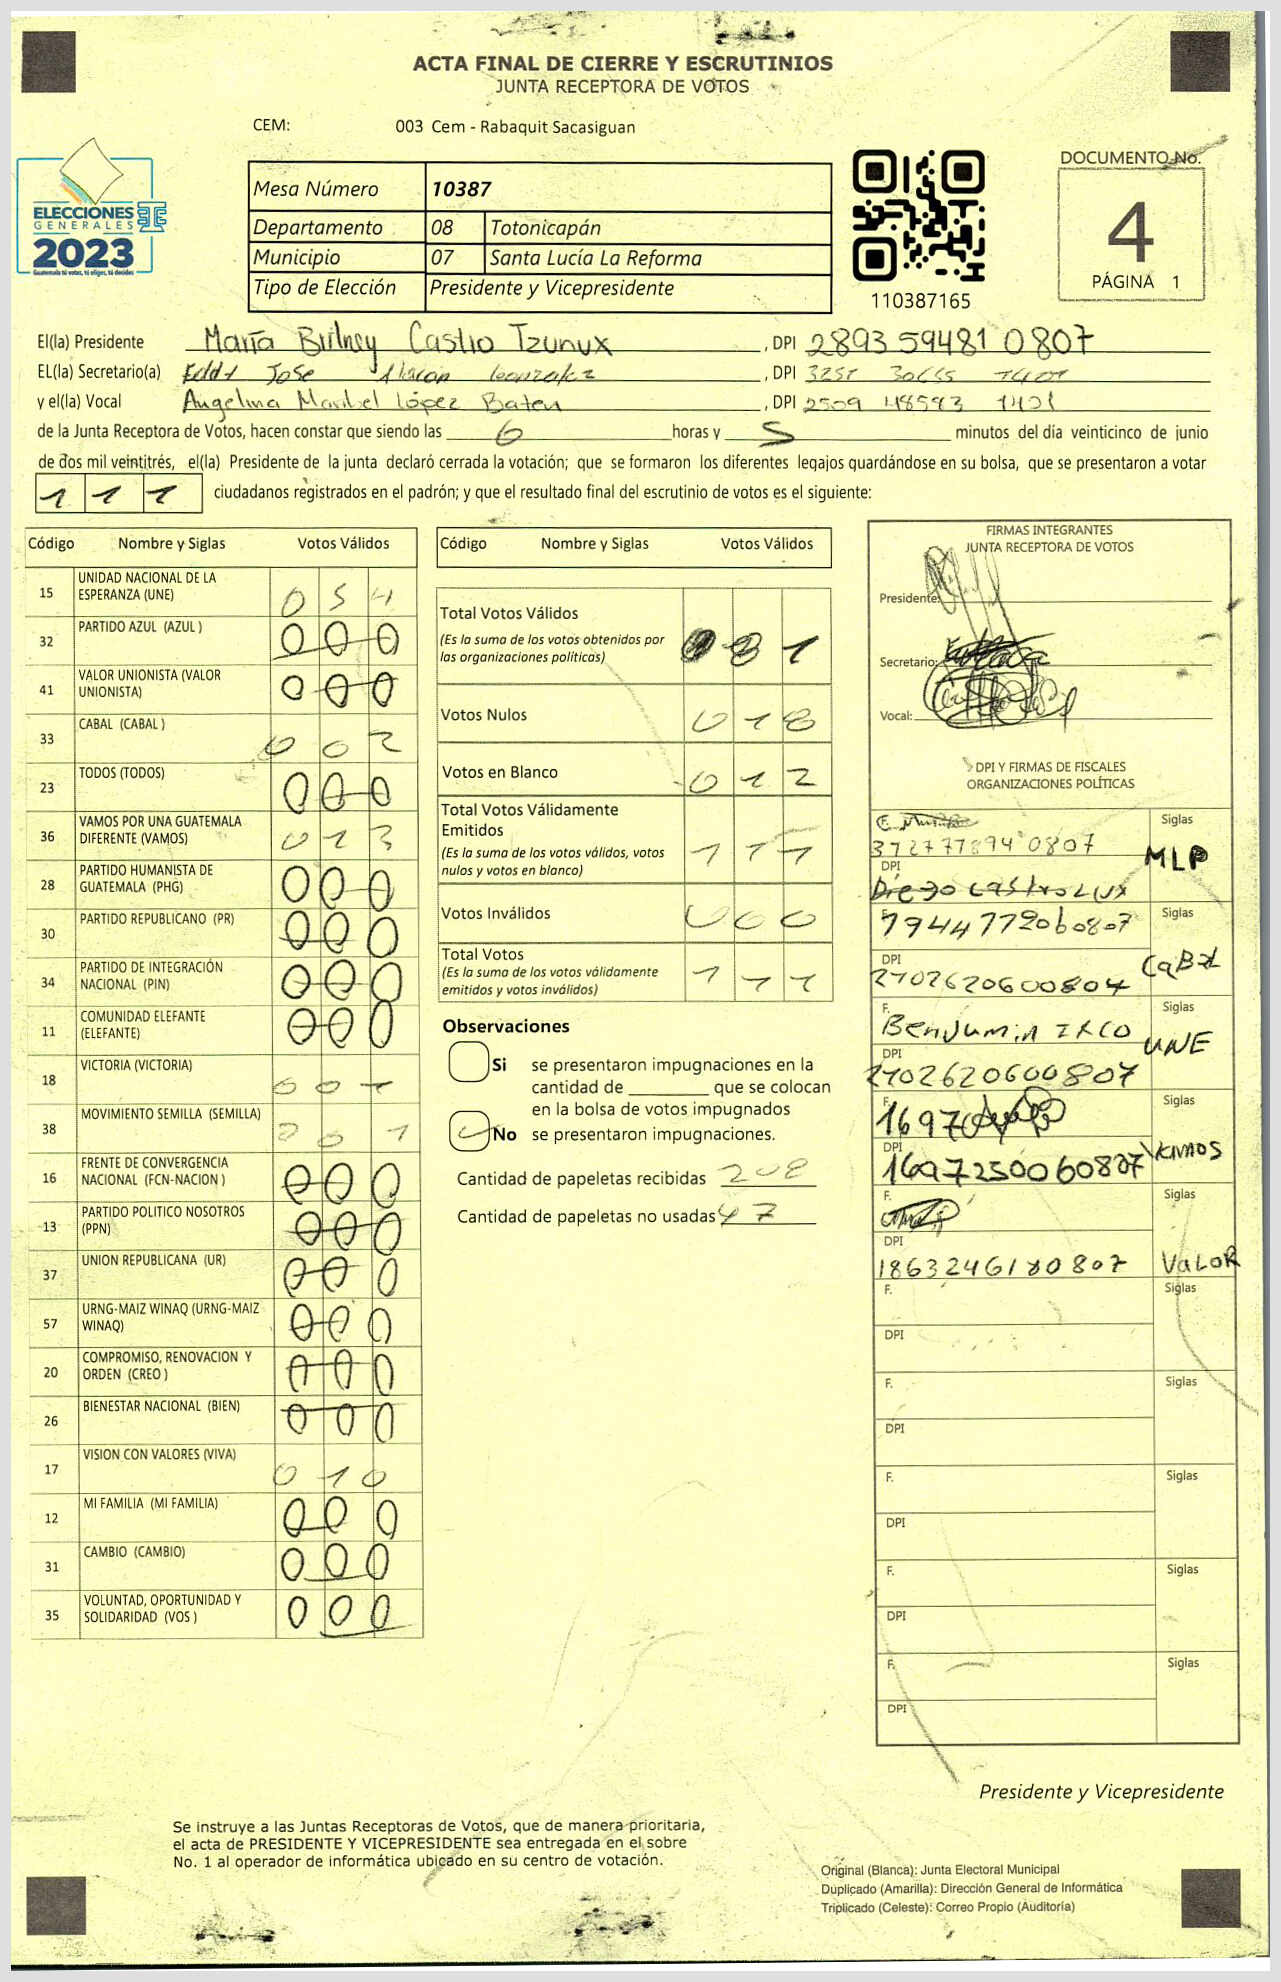 ACTA FINAL DE CIERRE Y ESCRUTINIOS
JUNTA RECEPTORA DE VOTOS
CEM: 003 Cem - Rabaquit Sacasiguan
ELECCIONES
GENERALES
2023
Guatemala tú votas, tú eliges, tú decides
Mesa Número 10387
Departamento 08 Totonicapán
Municipio 07 Santa Lucía La Reforma
Tipo de Elección Presidente y Vicepresidente
110387165
DOCUMENTO No.
4
PÁGINA 1
El(la) Presidente María Birlney Castro Tzunux , DPI 2893 59481 0807
EL(la) Secretario(a) José , DPI
y el(la) Vocal Angelina Maribel López Baten , DPI 2509 48593 1401
de la Junta Receptora de Votos, hacen constar que siendo las 6 horas y 5 minutos del día veinticinco de junio
de dos mil veintitrés, el(la) Presidente de la junta declaró cerrada la votación; que se formaron los diferentes legajos guardándose en su bolsa, que se presentaron a votar
1 1 1 ciudadanos registrados en el padrón; y que el resultado final del escrutinio de votos es el siguiente:
Código Nombre y Siglas Votos Válidos
15 UNIDAD NACIONAL DE LA ESPERANZA (UNE) 0 5 4
32 PARTIDO AZUL (AZUL ) 0 0 0
41 VALOR UNIONISTA (VALOR UNIONISTA) 0 0 0
33 CABAL (CABAL ) 0 0 2
23 TODOS (TODOS) 0 0 0
36 VAMOS POR UNA GUATEMALA DIFERENTE (VAMOS) 0 1 3
28 PARTIDO HUMANISTA DE GUATEMALA (PHG) 0 0 0
30 PARTIDO REPUBLICANO (PR) 0 0 0
34 PARTIDO DE INTEGRACIÓN NACIONAL (PIN) 0 0 0
11 COMUNIDAD ELEFANTE (ELEFANTE) 0 0 0
18 VICTORIA (VICTORIA) 0 0 1
38 MOVIMIENTO SEMILLA (SEMILLA) 0 0 1
16 FRENTE DE CONVERGENCIA NACIONAL (FCN-NACION ) 0 0 0
13 PARTIDO POLITICO NOSOTROS (PPN) 0 0 0
37 UNION REPUBLICANA (UR) 0 0 0
57 URNG-MAIZ WINAQ (URNG-MAIZ WINAQ) 0 0 0
20 COMPROMISO, RENOVACION Y ORDEN (CREO ) 0 0 0
26 BIENESTAR NACIONAL (BIEN) 0 0 0
17 VISION CON VALORES (VIVA) 0 1 0
12 MI FAMILIA (MI FAMILIA) 0 0 0
31 CAMBIO (CAMBIO) 0 0 0
35 VOLUNTAD, OPORTUNIDAD Y SOLIDARIDAD (VOS ) 0 0 0
Código Nombre y Siglas Votos Válidos
Total Votos Válidos
(Es la suma de los votos obtenidos por
las organizaciones politicas) 0 8 1
Votos Nulos 0 1 8
Votos en Blanco 0 1 2
Total Votos Válidamente
Emitidos
(Es la suma de los votos válidos, votos
nulos y votos en blanco) 1 1 1
Votos Inválidos 0 0 0
Total Votos
(Es la suma de los votos válidamente
emitidos y votos inválidos) 1 1 1
Observaciones
Si se presentaron impugnaciones en la
cantidad de ________ que se colocan
en la bolsa de votos impugnados
No se presentaron impugnaciones.
Cantidad de papeletas recibidas 208
Cantidad de papeletas no usadas 47
FIRMAS INTEGRANTES
JUNTA RECEPTORA DE VOTOS
Presidente:
Secretario:
Vocal:
DPI Y FIRMAS DE FISCALES
ORGANIZACIONES POLÍTICAS
F. Siglas
372777894 0807 MLP
DPI
Diego Castro Lux
F. Siglas
794477206 0807
DPI CaBal
2702620600804
F. Siglas
Benjumin Ixco UNE
DPI
2702620600807
F. Siglas
1697
DPI
1697250060807 VAMOS
F. Siglas
DPI
1863246180807 VaLOR
F. Siglas
DPI
F. Siglas
DPI
F. Siglas
DPI
F. Siglas
DPI
F. Siglas
DPI
Presidente y Vicepresidente
Se instruye a las Juntas Receptoras de Votos, que de manera prioritaria,
el acta de PRESIDENTE Y VICEPRESIDENTE sea entregada en el sobre
No. 1 al operador de informática ubicado en su centro de votación.
Original (Blanca): Junta Electoral Municipal
Duplicado (Amarilla): Dirección General de Informática
Triplicado (Celeste): Correo Propio (Auditoría)